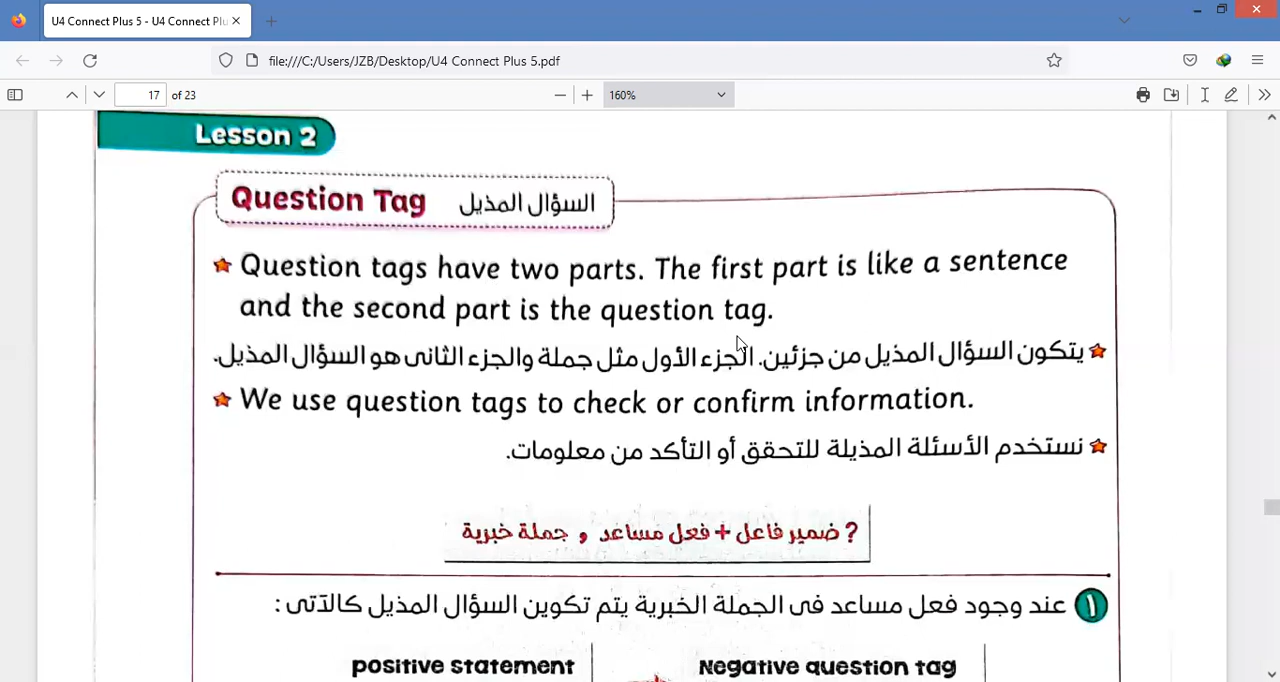 U4 Connect Plus 5 - U4 Connect Plu
file:///C:/Users/JZB/Desktop/U4 Connect Plus 5.pdf
17 of 23
160%
Lesson 2
Question Tag السؤال المذيل
Question tags have two parts. The first part is like a sentence
and the second part is the question tag.
يتكون السؤال المذيل من جزئين. الجزء الأول مثل جملة والجزء الثانى هو السؤال المذيل.
We use question tags to check or confirm information.
نستخدم الأسئلة المذيلة للتحقق أو التأكد من معلومات.
? ضمير فاعل + فعل مساعد , جملة خبرية
١ عند وجود فعل مساعد فى الجملة الخبرية يتم تكوين السؤال المذيل كالآتى :
positive statement Negative question tag